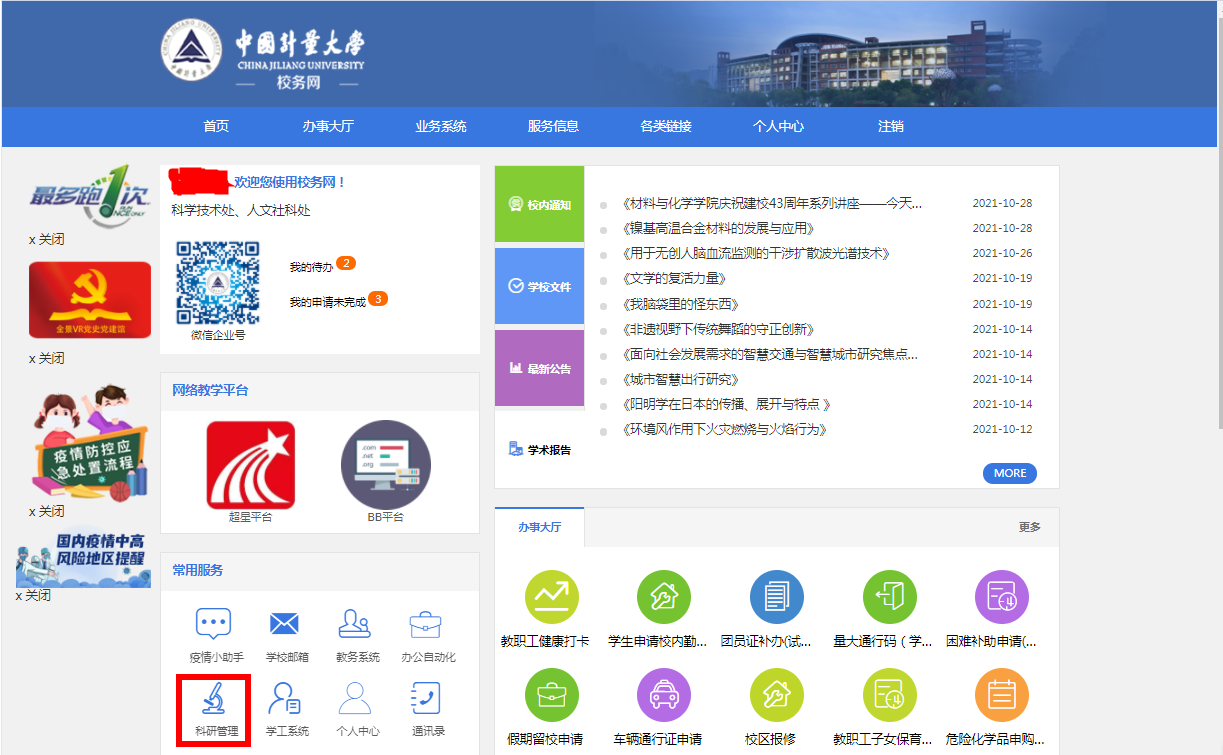 中国计量大学
CHINA JILIANG UNIVERSITY
校务网
首页
办事大厅
业务系统
服务信息
各类链接
个人中心
注销
最多跑1次
RUN
ONCE ONLY
x 关闭
全景VR党史党建馆
x 关闭
疫情防控应
急处置流程
x 关闭
国内疫情中高
风险地区提醒
x 关闭
欢迎您使用校务网！
科学技术处、人文社科处
我的待办 2
我的申请未完成 3
微信企业号
网络教学平台
.com
.net
.org
超星平台
BB平台
常用服务
疫情小助手
学校邮箱
教务系统
办公自动化
科研管理
学工系统
个人中心
通讯录
校内通知
学校文件
最新公告
学术报告
《材料与化学学院庆祝建校43周年系列讲座——今天... 2021-10-28
《镍基高温合金材料的发展与应用》 2021-10-28
《用于无创人脑血流监测的干涉扩散波光谱技术》 2021-10-26
《文学的复活力量》 2021-10-19
《我脑袋里的怪东西》 2021-10-19
《非遗视野下传统舞蹈的守正创新》 2021-10-14
《面向社会发展需求的智慧交通与智慧城市研究焦点... 2021-10-14
《城市智慧出行研究》 2021-10-14
《阳明学在日本的传播、展开与特点 》 2021-10-14
《环境风作用下火灾燃烧与火焰行为》 2021-10-12
MORE
办事大厅
更多
教职工健康打卡
学生申请校内勤...
团员证补办(试...
量大通行码（学...
困难补助申请(...
假期留校申请
车辆通行证申请
校区报修
教职工子女保育...
危险化学品申购...